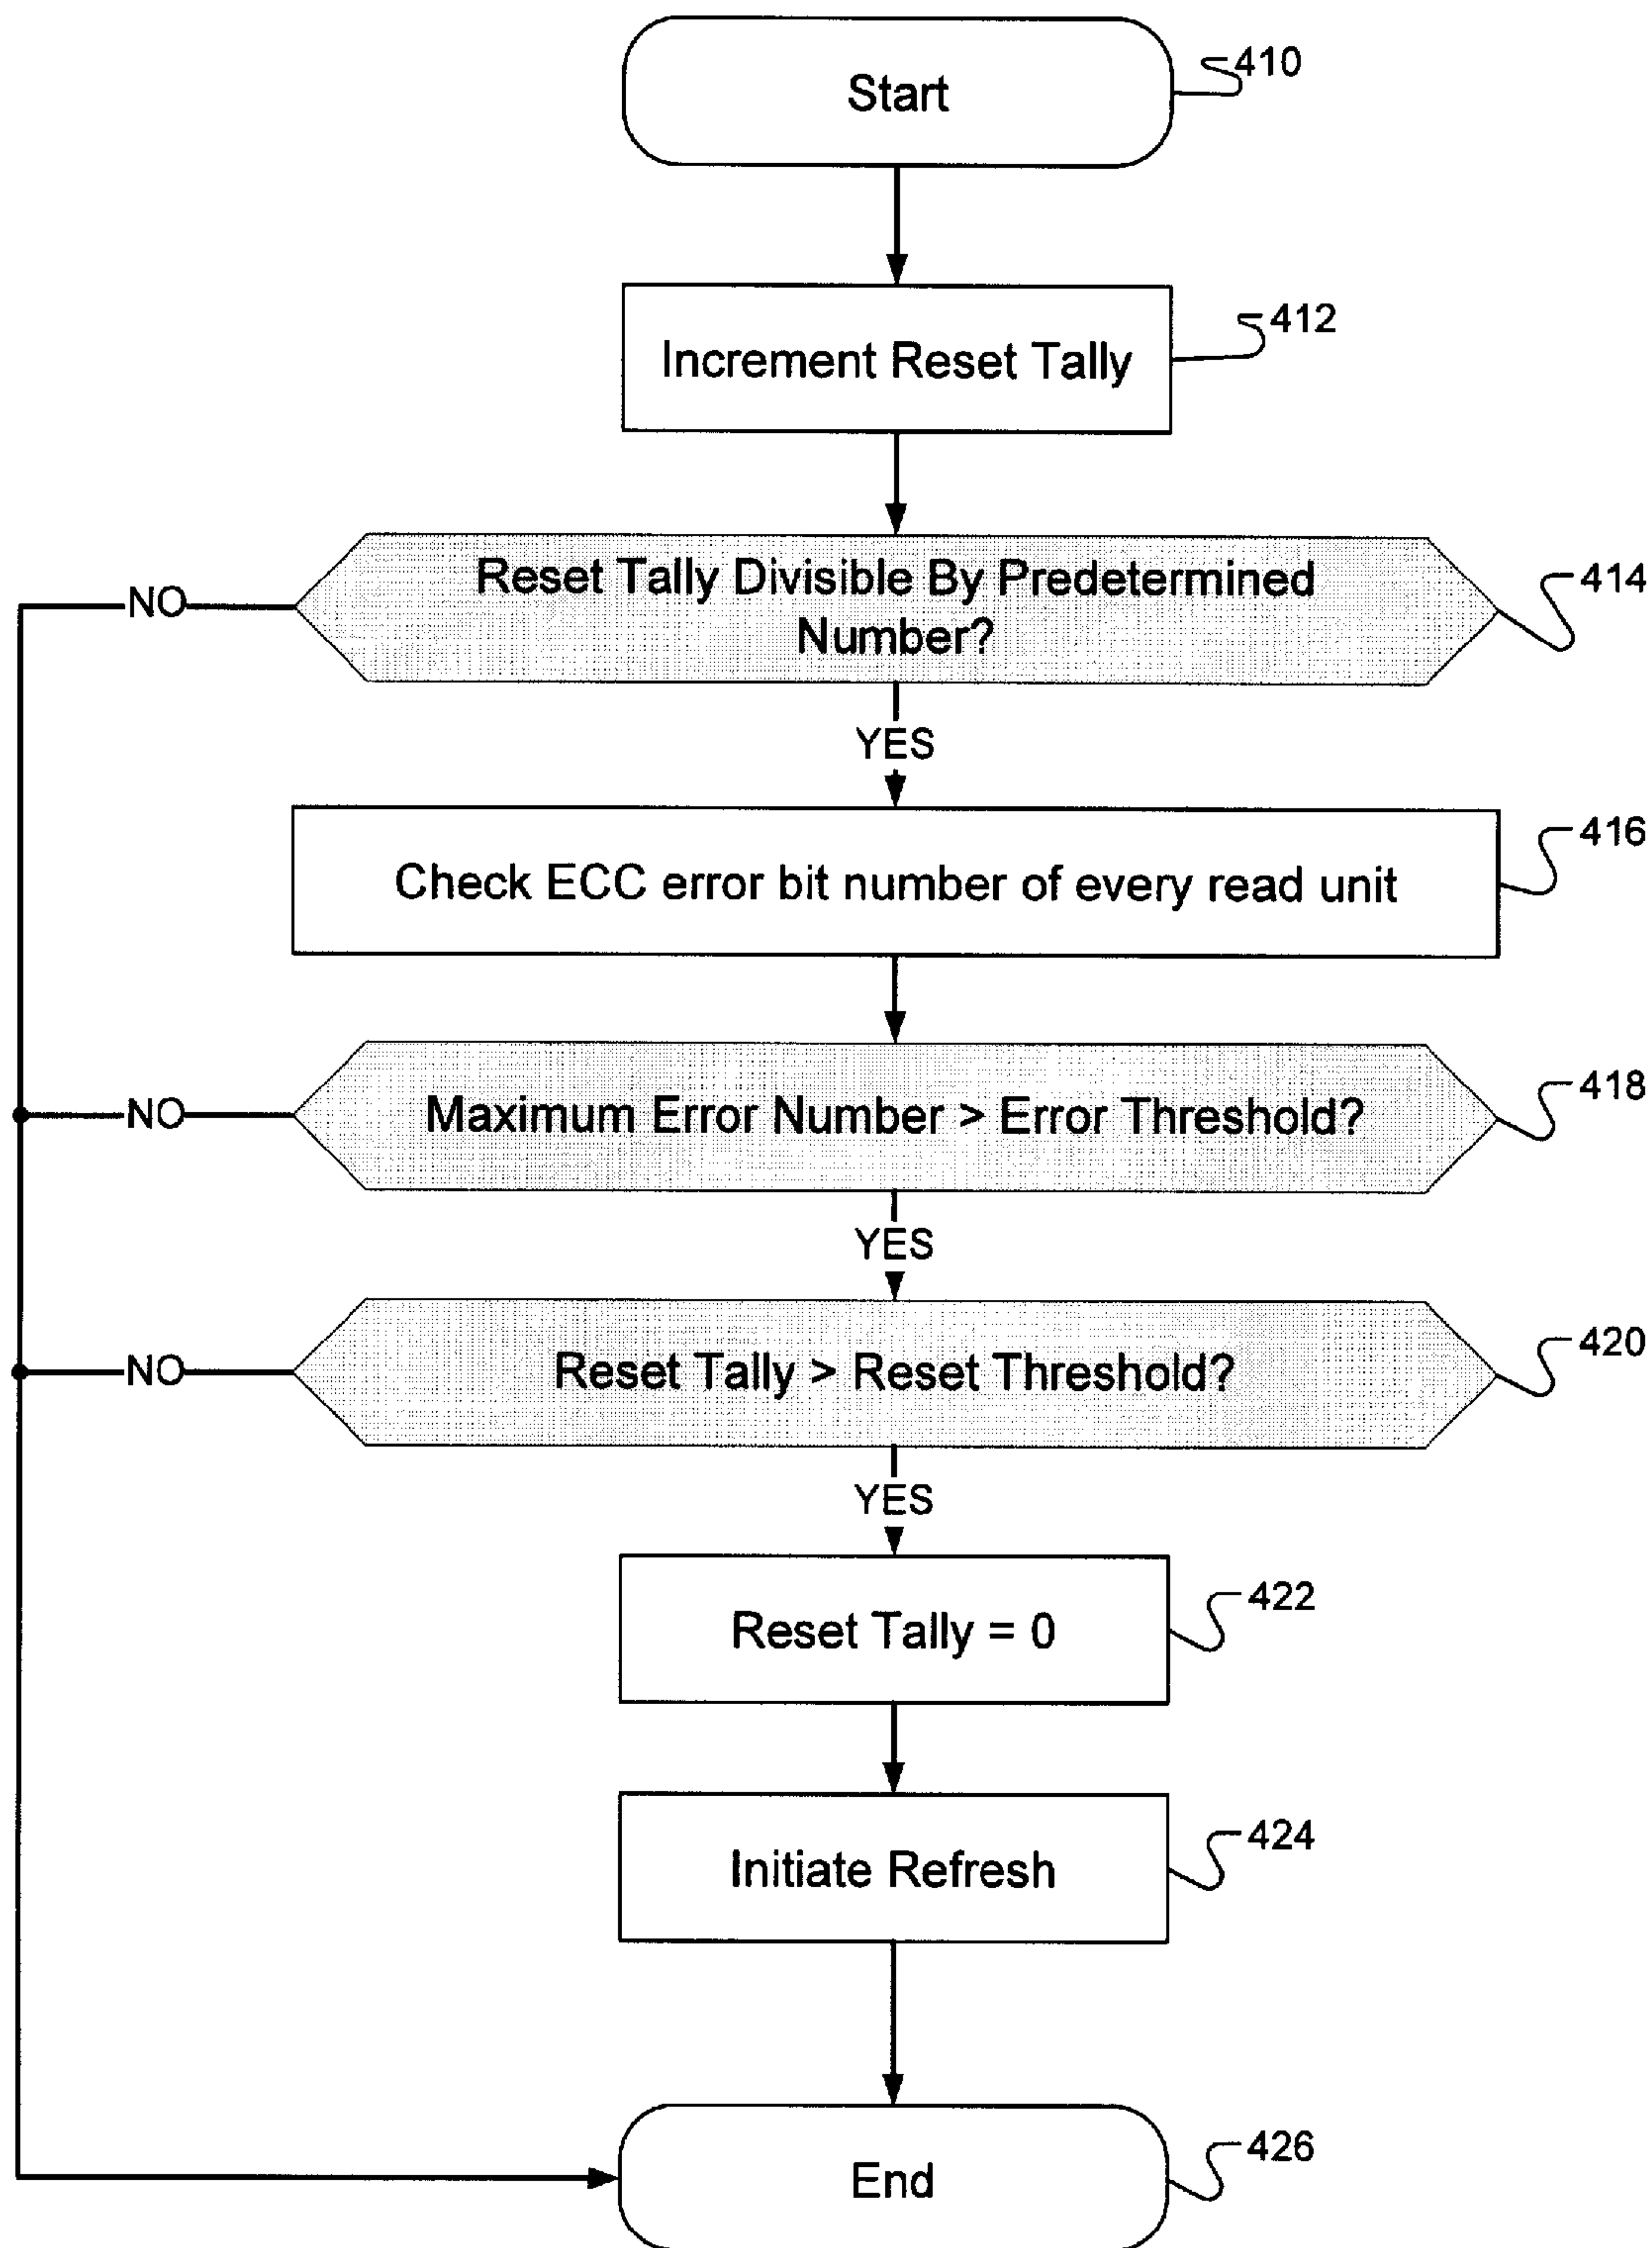 Start
410
Increment Reset Tally
412
Reset Tally Divisible By Predetermined
Number?
414
NO
YES
Check ECC error bit number of every read unit
416
Maximum Error Number > Error Threshold?
418
NO
YES
Reset Tally > Reset Threshold?
420
NO
YES
Reset Tally = 0
422
Initiate Refresh
424
End
426